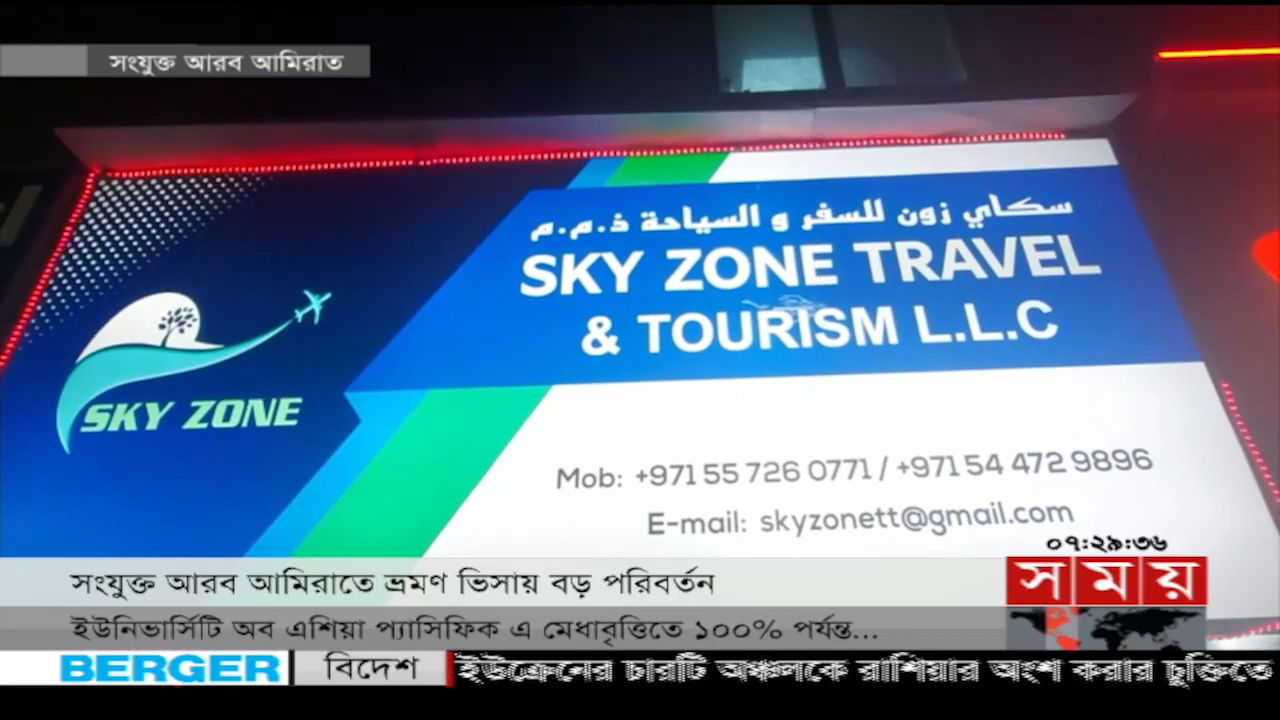 সংযুক্ত আরব আমিরাত
سكاي زون للسفر و السياحة ذ.م.م
SKY ZONE TRAVEL
& TOURISM L.L.C
SKY ZONE
Mob: +971 55 726 0771 / +971 54 472 9896
E-mail: skyzonett@gmail.com
০৭:২৯:৩৬
সময়
সংযুক্ত আরব আমিরাতে ভ্রমণ ভিসায় বড় পরিবর্তন
ইউনিভার্সিটি অব এশিয়া প্যাসিফিক এ মেধাবৃত্তিতে ১০০% পর্যন্ত...
BERGER বিদেশ ইউক্রেনের চারটি অঞ্চলকে রাশিয়ার অংশ করার চুক্তিতে